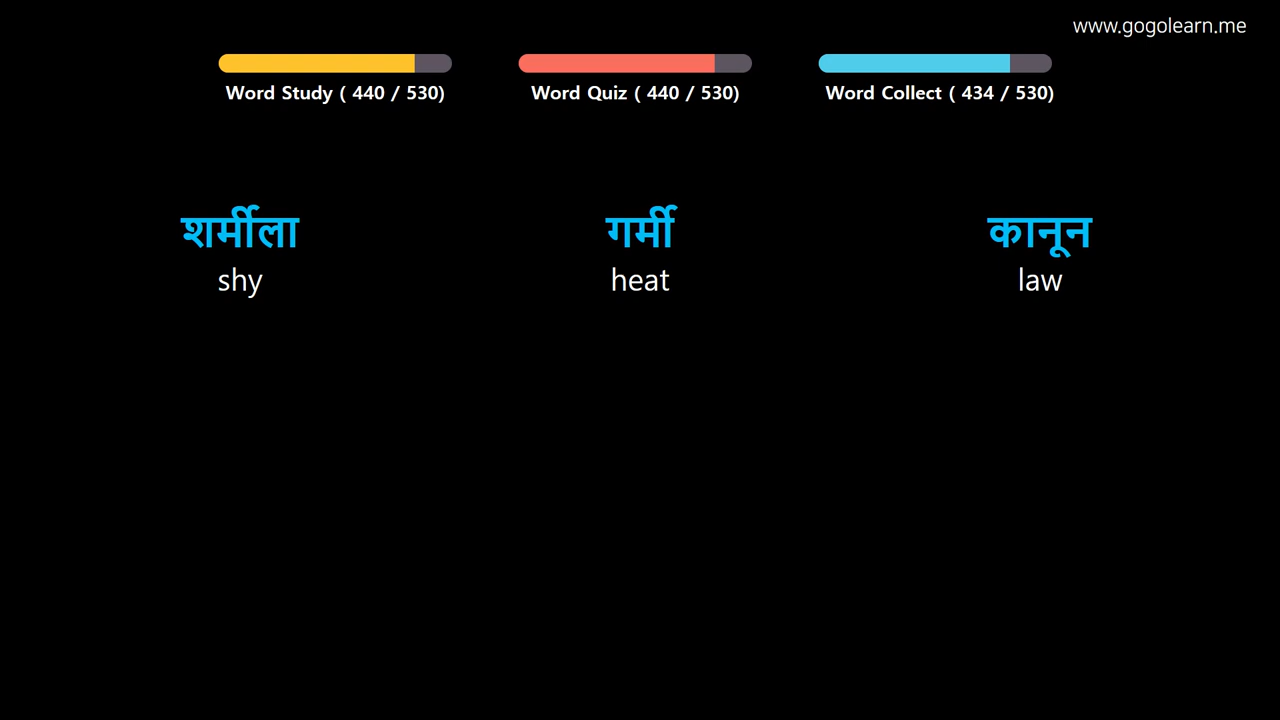 www.gogolearn.me
Word Study ( 440 / 530)
Word Quiz ( 440 / 530)
Word Collect ( 434 / 530)
शर्मीला
गर्मी
कानून
shy
heat
law